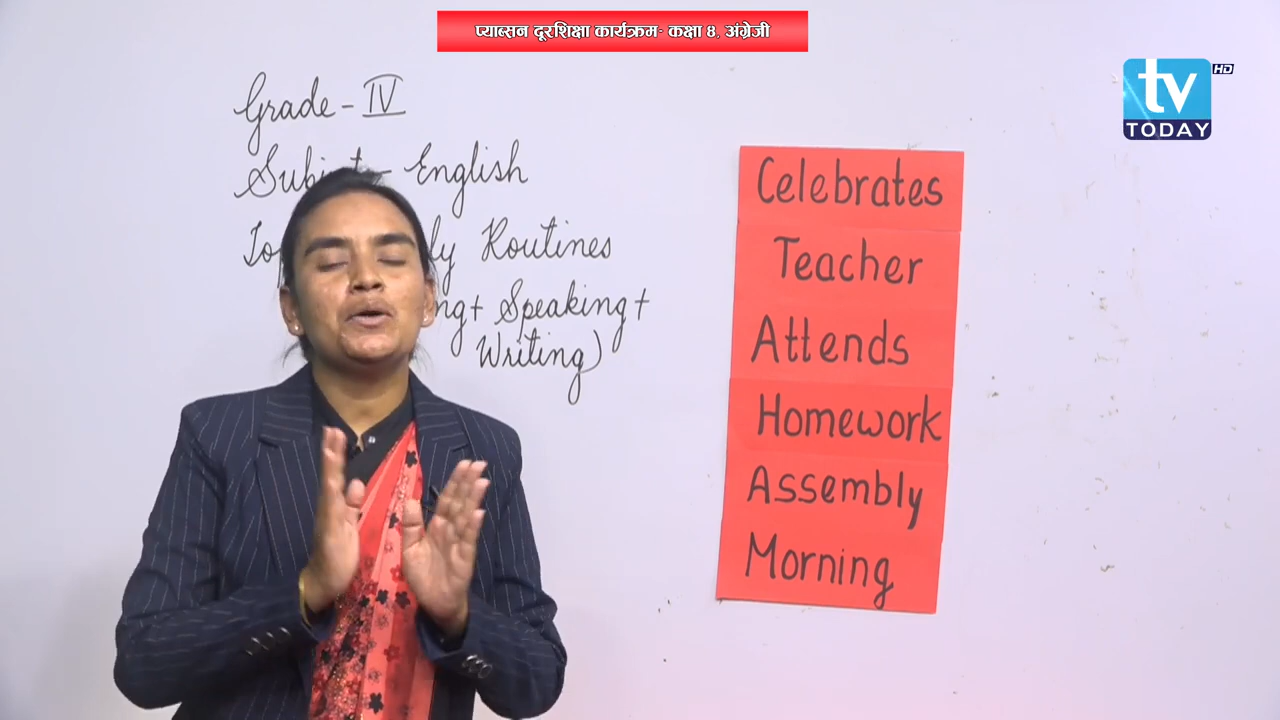 प्याब्सन दूरशिक्षा कार्यक्रम- कक्षा ४, अंग्रेजी
tv HD
TODAY
Grade - IV
English
Routines
Speaking +
Writing)
Celebrates
Teacher
Attends
Homework
Assembly
Morning